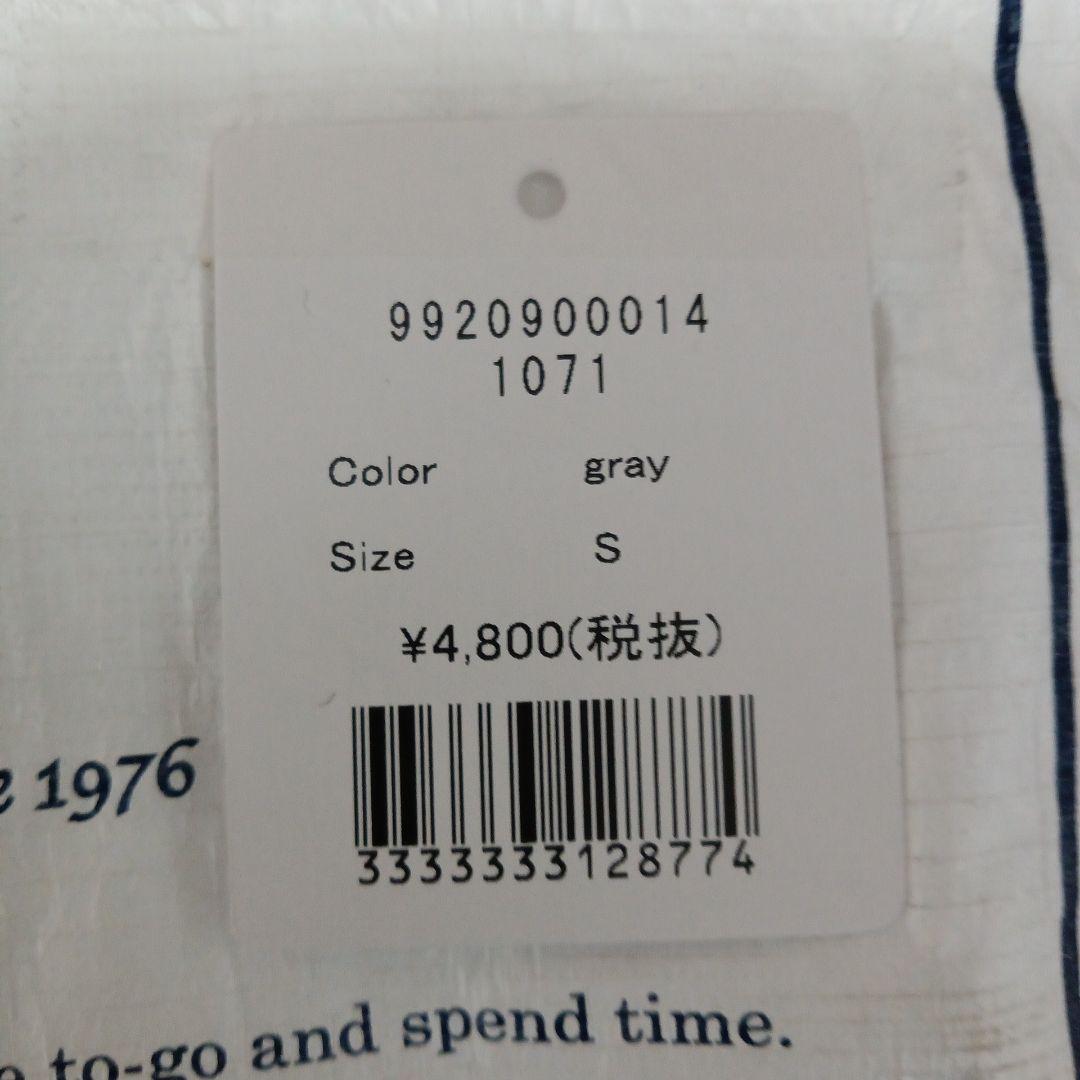 9920900014
1071
Color gray
Size S
¥4,800(税抜)
1976
3333333128774
to-go and spend time.